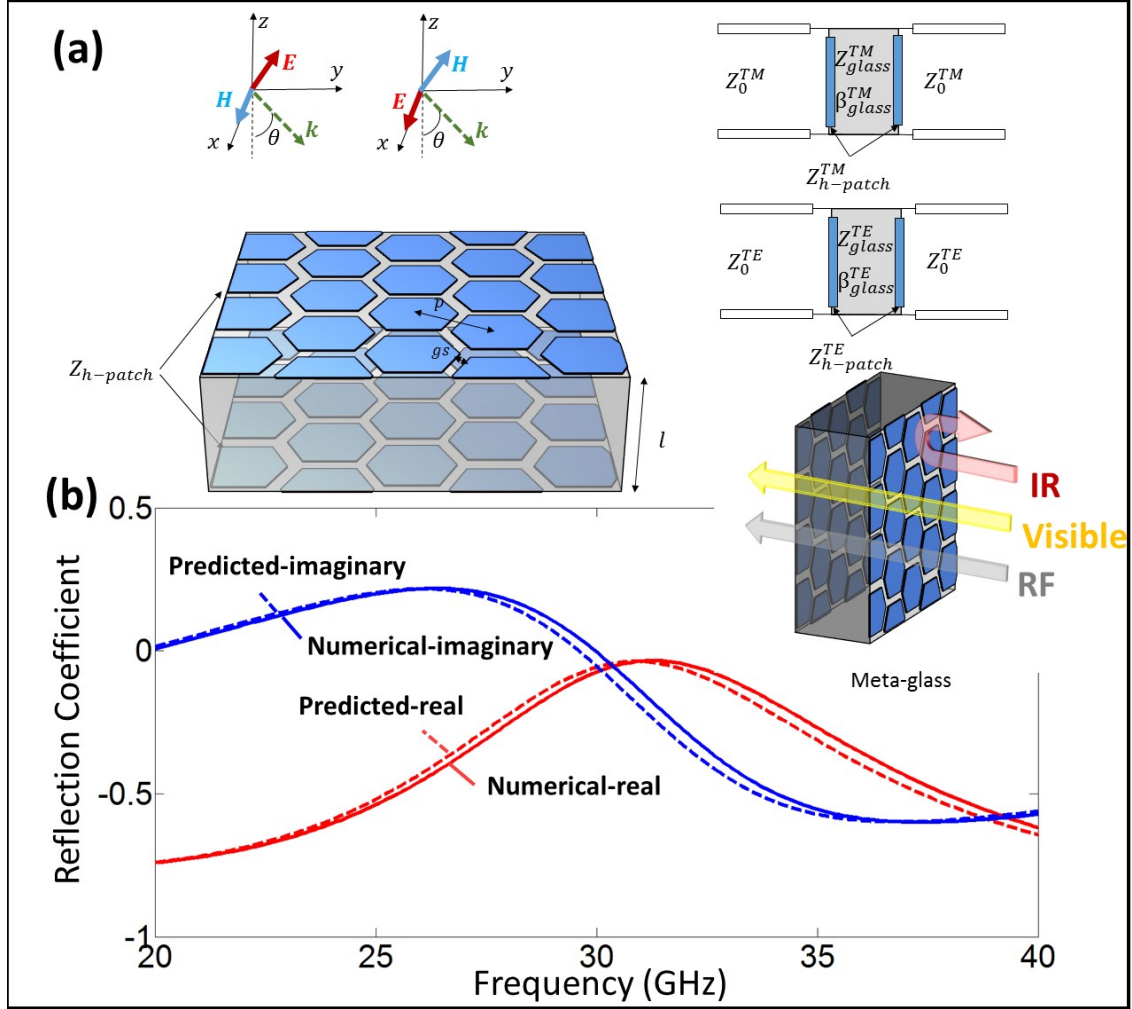 (a)
z
y
x
E
H
k
θ
z
y
x
H
E
k
θ
Z_0^{TM}
Z_{glass}^{TM}
β_{glass}^{TM}
Z_0^{TM}
Z_{h-patch}^{TM}
Z_0^{TE}
Z_{glass}^{TE}
β_{glass}^{TE}
Z_0^{TE}
Z_{h-patch}^{TE}
p
gs
Z_{h-patch}
l
IR
Visible
RF
Meta-glass
(b)
Reflection Coefficient
0.5
0
-0.5
-1
Predicted-imaginary
Numerical-imaginary
Predicted-real
Numerical-real
20
25
30
35
40
Frequency (GHz)